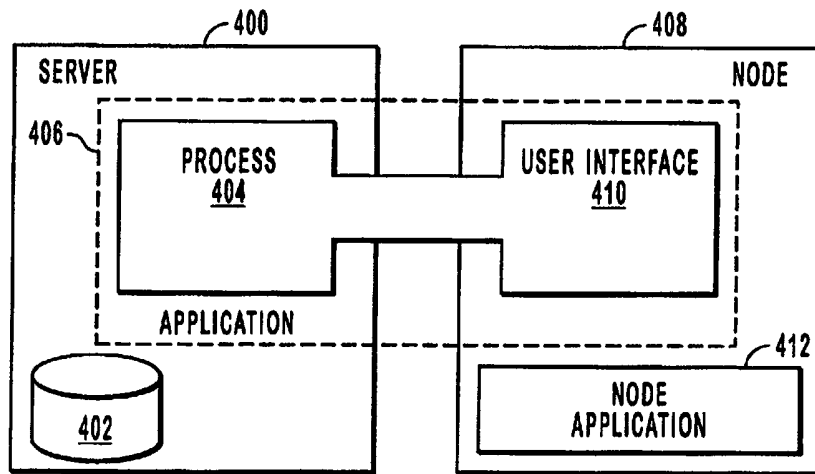 400
408
SERVER
NODE
406
PROCESS
404
USER INTERFACE
410
APPLICATION
412
402
NODE
APPLICATION